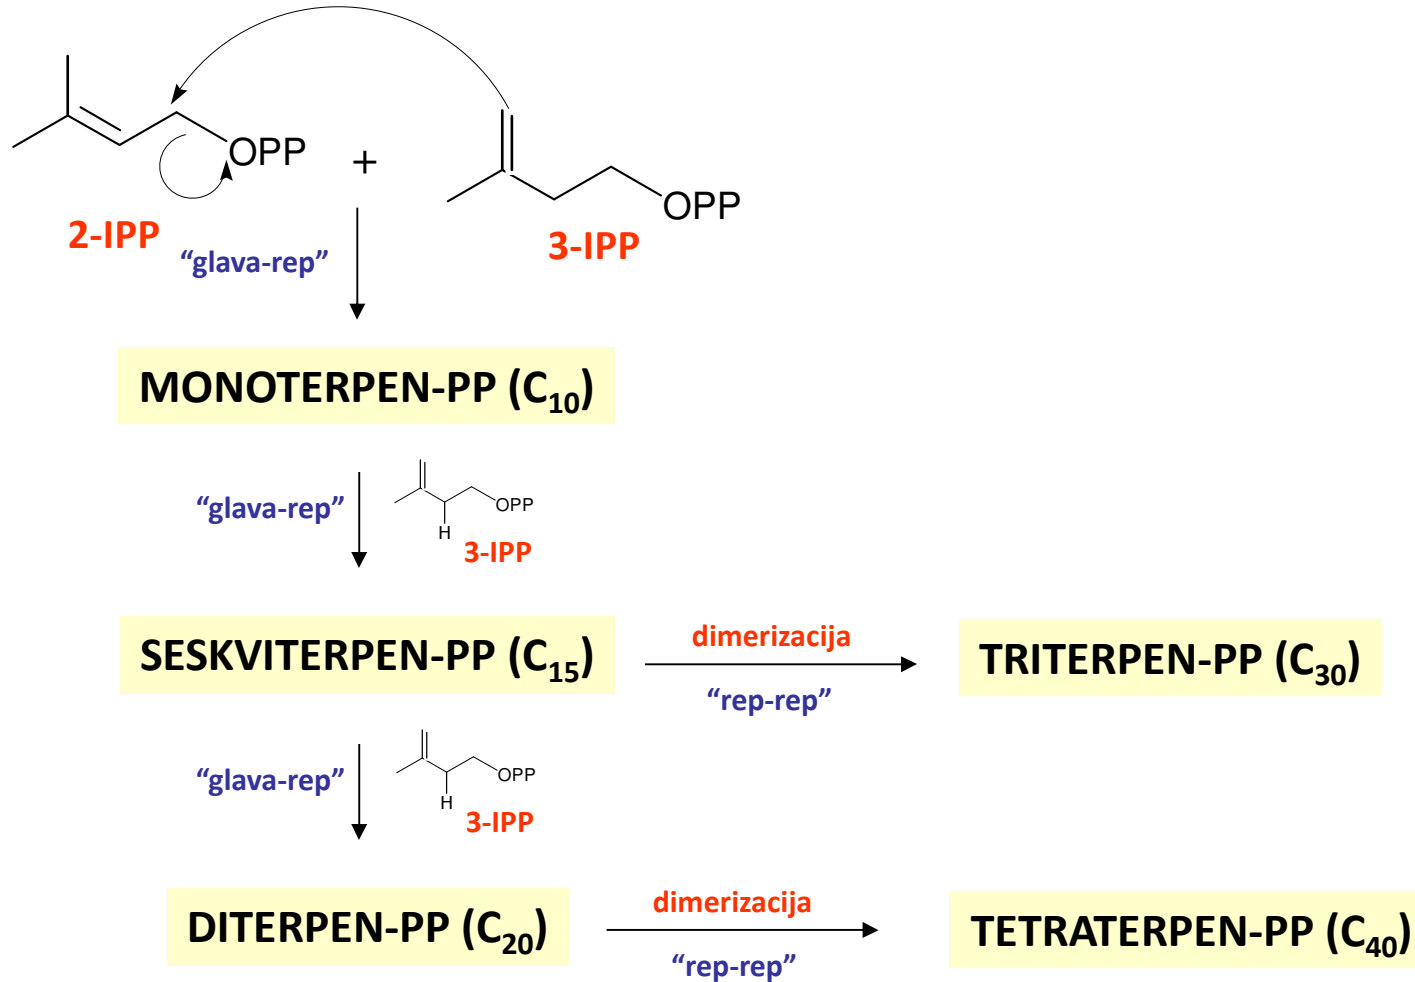 OPP
+
OPP
2-IPP
3-IPP
“glava-rep”
MONOTERPEN-PP (C₁₀)
“glava-rep”
OPP
H
3-IPP
SESKVITERPEN-PP (C₁₅)
dimerizacija
“rep-rep”
TRITERPEN-PP (C₃₀)
“glava-rep”
OPP
H
3-IPP
DITERPEN-PP (C₂₀)
dimerizacija
“rep-rep”
TETRATERPEN-PP (C₄₀)